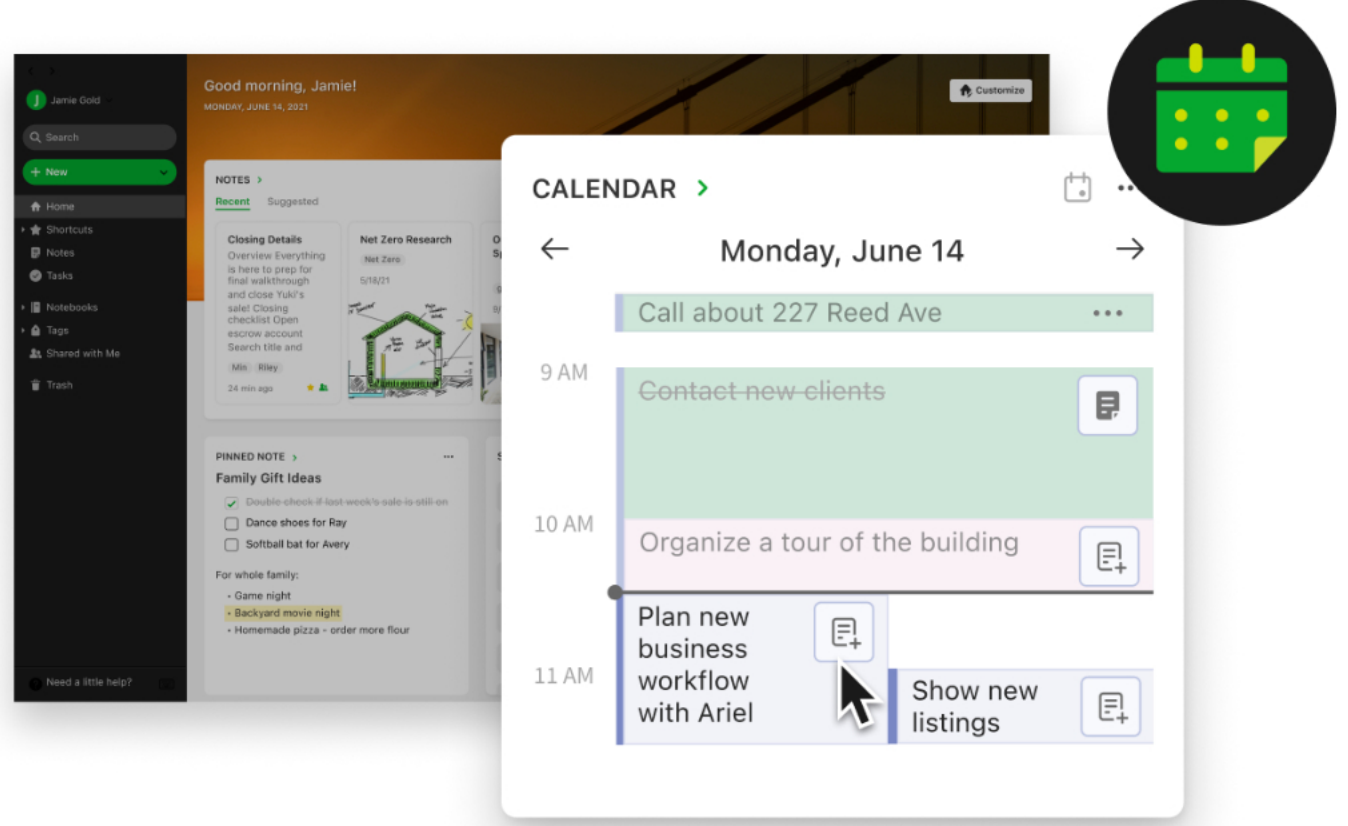 J
Jamie Gold
Search
+ New
Home
Shortcuts
Notes
Tasks
Notebooks
Tags
Shared with Me
Trash
Need a little help?
Good morning, Jamie!
MONDAY, JUNE 14, 2021
Customize
NOTES >
Recent Suggested
Closing Details
Overview Everything
is here to prep for
final walkthrough
and close Yuki's
sale! Closing
checklist Open
escrow account
Search title and
Min Riley
24 min ago
Net Zero Research
Net Zero
5/18/21
PINNED NOTE >
Family Gift Ideas
Double check if last week's sale is still on
Dance shoes for Ray
Softball bat for Avery
For whole family:
• Game night
• Backyard movie night
• Homemade pizza - order more flour
CALENDAR >
Monday, June 14
Call about 227 Reed Ave
9 AM
Contact new clients
10 AM
Organize a tour of the building
Plan new
business
workflow
with Ariel
11 AM
Show new
listings